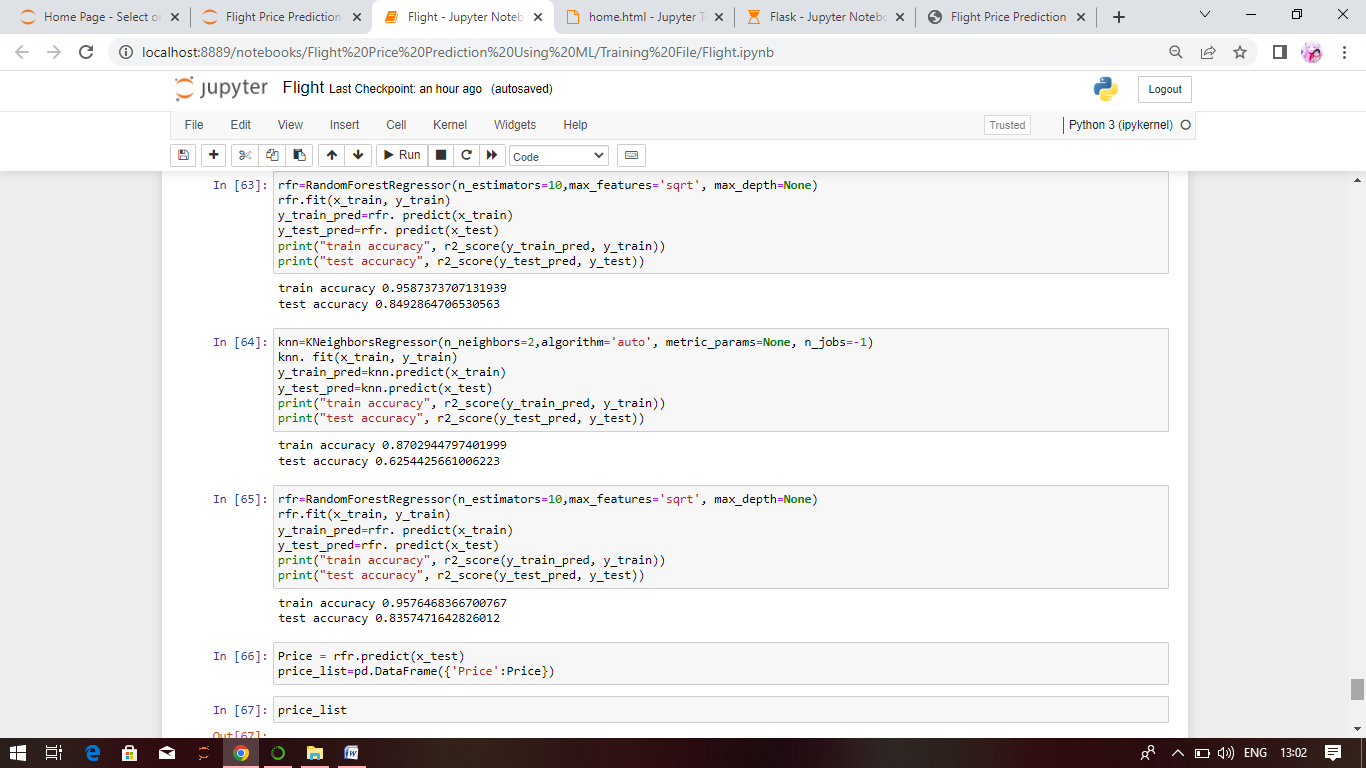 Home Page - Select or
Flight Price Prediction
Flight - Jupyter Noteb
home.html - Jupyter T
Flask - Jupyter Notebo
Flight Price Prediction
localhost:8889/notebooks/Flight%20Price%20Prediction%20Using%20ML/Training%20File/Flight.ipynb
jupyter Flight Last Checkpoint: an hour ago (autosaved)
Logout
File Edit View Insert Cell Kernel Widgets Help
Trusted
Python 3 (ipykernel)
Run
Code
In [63]: rfr=RandomForestRegressor(n_estimators=10,max_features='sqrt', max_depth=None)
rfr.fit(x_train, y_train)
y_train_pred=rfr. predict(x_train)
y_test_pred=rfr. predict(x_test)
print("train accuracy", r2_score(y_train_pred, y_train))
print("test accuracy", r2_score(y_test_pred, y_test))
train accuracy 0.9587373707131939
test accuracy 0.8492864706530563
In [64]: knn=KNeighborsRegressor(n_neighbors=2,algorithm='auto', metric_params=None, n_jobs=-1)
knn. fit(x_train, y_train)
y_train_pred=knn.predict(x_train)
y_test_pred=knn.predict(x_test)
print("train accuracy", r2_score(y_train_pred, y_train))
print("test accuracy", r2_score(y_test_pred, y_test))
train accuracy 0.8702944797401999
test accuracy 0.6254425661006223
In [65]: rfr=RandomForestRegressor(n_estimators=10,max_features='sqrt', max_depth=None)
rfr.fit(x_train, y_train)
y_train_pred=rfr. predict(x_train)
y_test_pred=rfr. predict(x_test)
print("train accuracy", r2_score(y_train_pred, y_train))
print("test accuracy", r2_score(y_test_pred, y_test))
train accuracy 0.9576468366700767
test accuracy 0.8357471642826012
In [66]: Price = rfr.predict(x_test)
price_list=pd.DataFrame({'Price':Price})
In [67]: price_list
Out[67]:
ENG 13:02